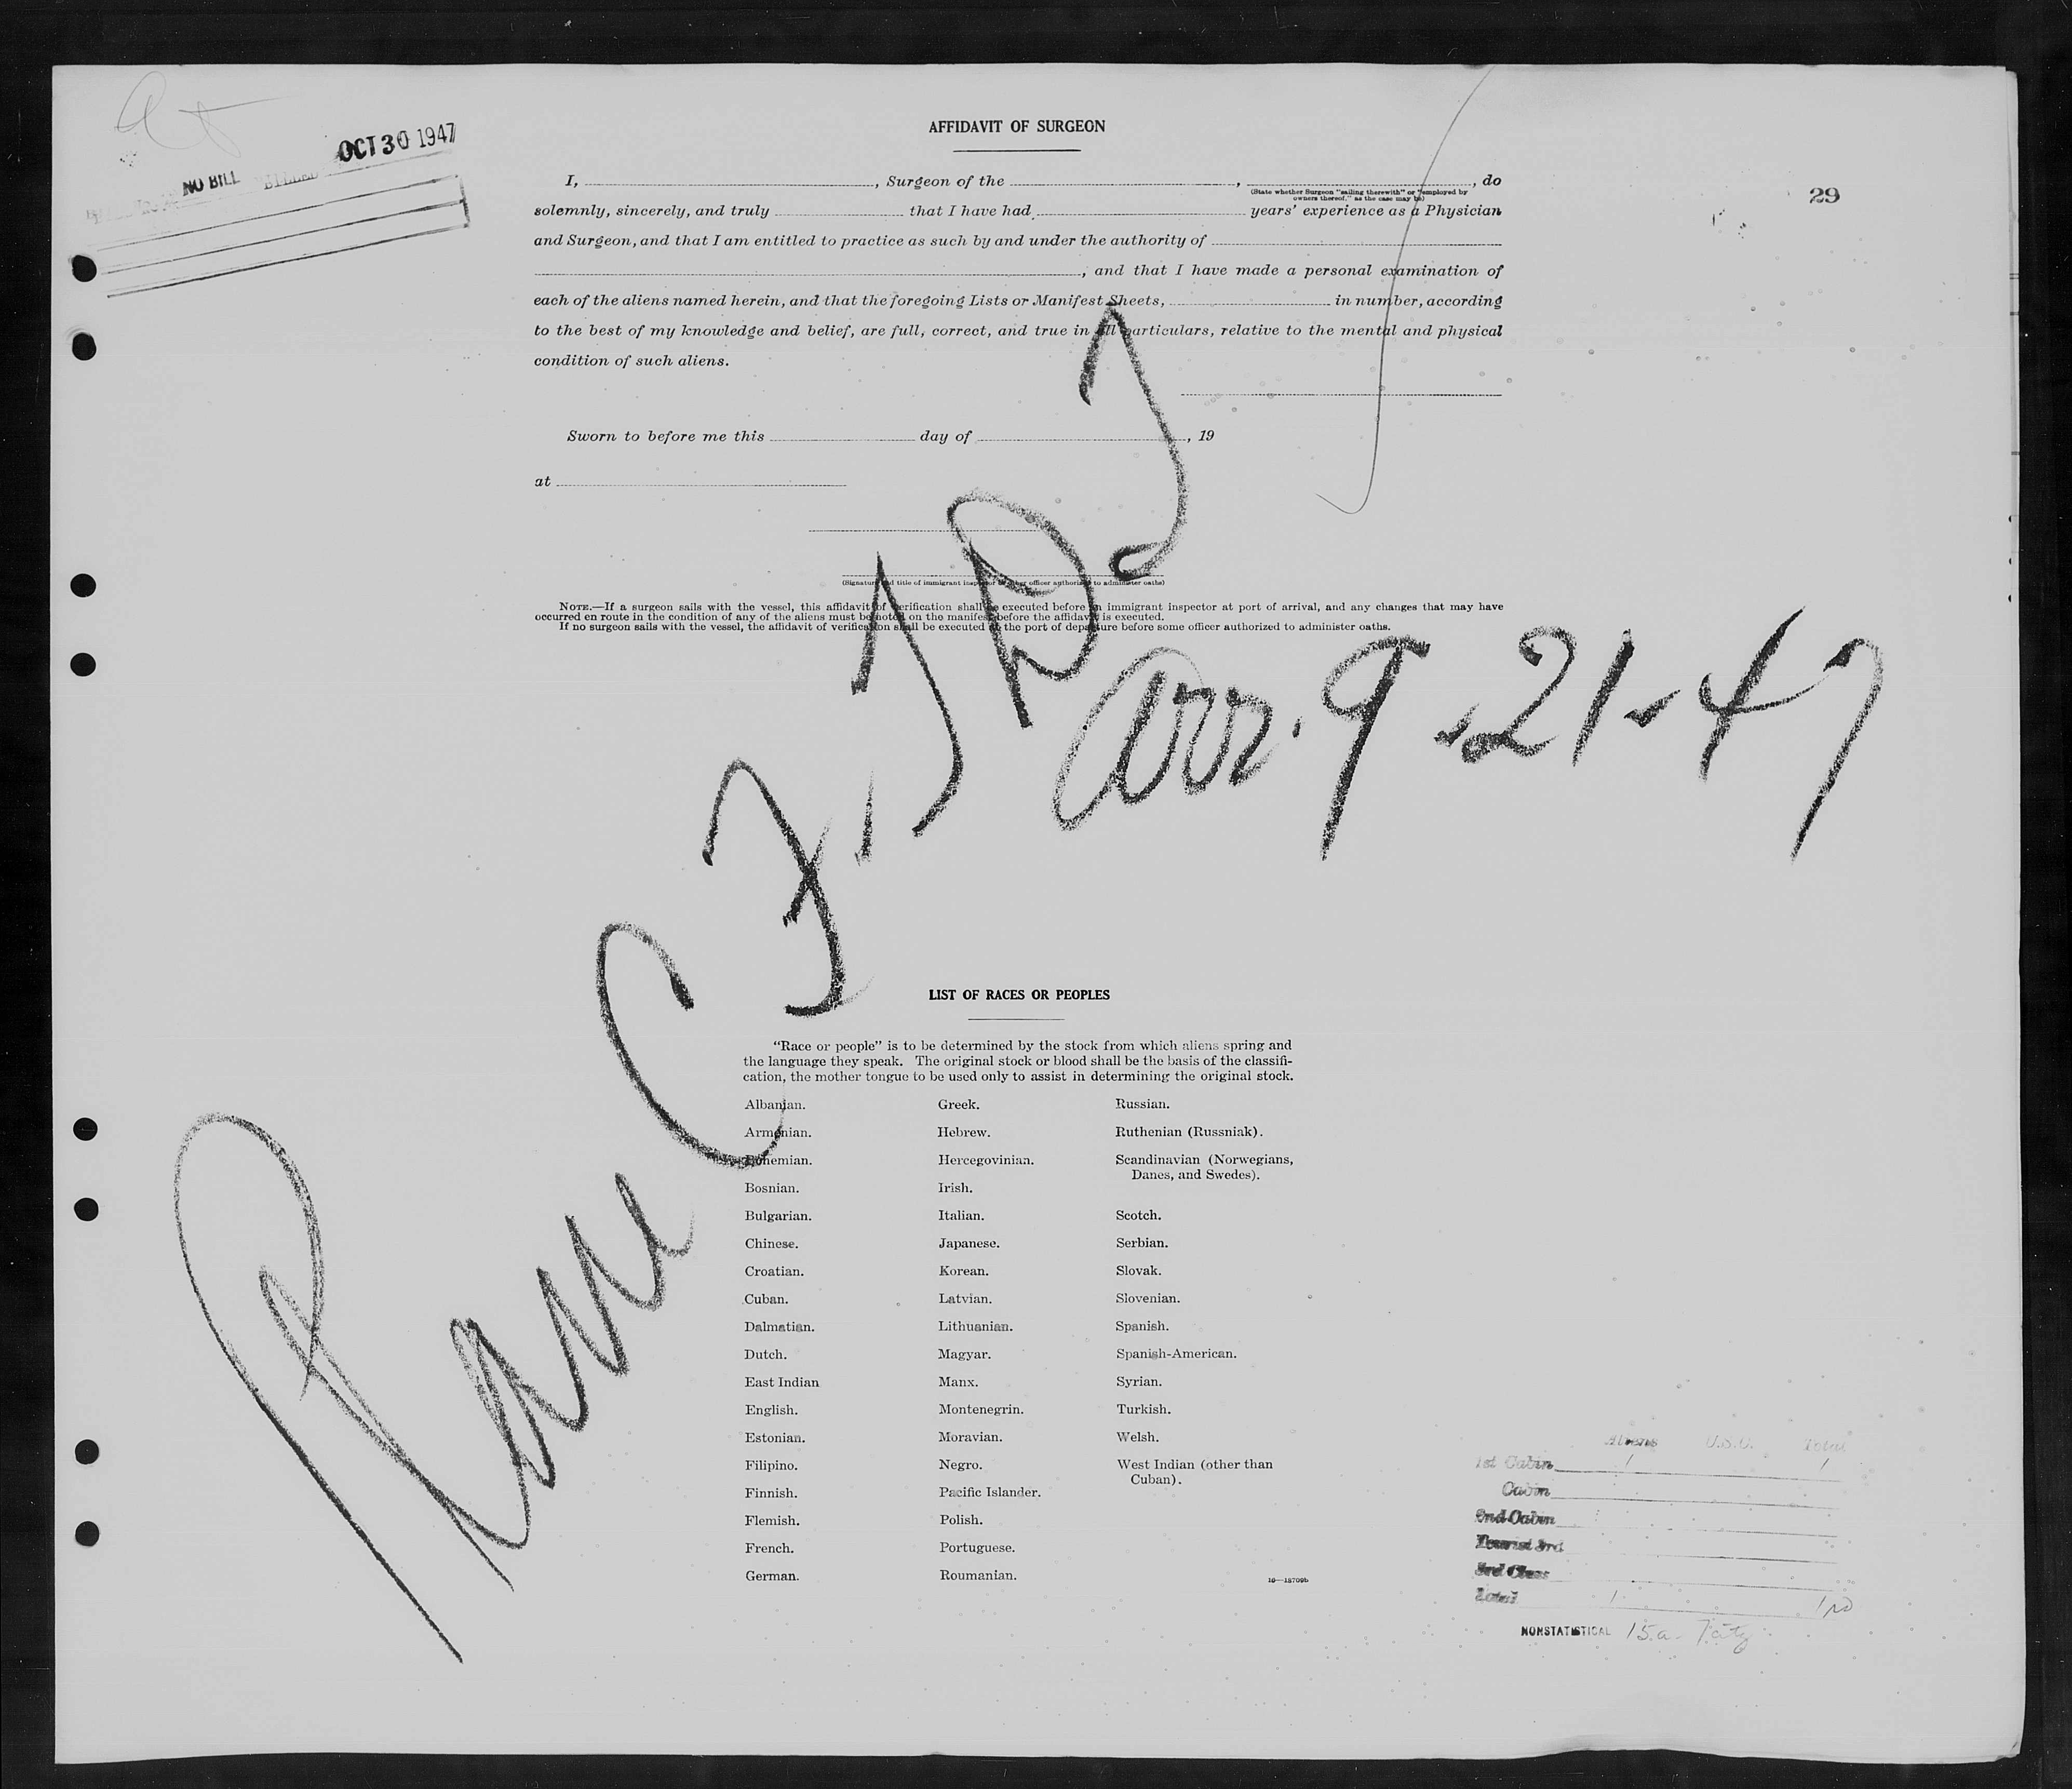 OCT 30 1947
NO BILL
AFFIDAVIT OF SURGEON
29
I, , Surgeon of the , , do
(State whether Surgeon "sailing therewith" or "employed by
owners thereof," as the case may be)
solemnly, sincerely, and truly that I have had years' experience as a Physician
and Surgeon, and that I am entitled to practice as such by and under the authority of
, and that I have made a personal examination of
each of the aliens named herein, and that the foregoing Lists or Manifest Sheets, in number, according
to the best of my knowledge and belief, are full, correct, and true in all particulars, relative to the mental and physical
condition of such aliens.
Sworn to before me this day of , 19
at
(Signature and title of immigrant inspector or other officer authorized to administer oaths)
NOTE.—If a surgeon sails with the vessel, this affidavit of verification shall be executed before an immigrant inspector at port of arrival, and any changes that may have
occurred en route in the condition of any of the aliens must be noted on the manifest before the affidavit is executed.
If no surgeon sails with the vessel, the affidavit of verification shall be executed at the port of departure before some officer authorized to administer oaths.
arr. 9-21-47
LIST OF RACES OR PEOPLES
"Race or people" is to be determined by the stock from which aliens spring and
the language they speak. The original stock or blood shall be the basis of the classifi-
cation, the mother tongue to be used only to assist in determining the original stock.
Albanian. Greek. Russian.
Armenian. Hebrew. Ruthenian (Russniak).
Bohemian. Hercegovinian. Scandinavian (Norwegians,
Danes, and Swedes).
Bosnian. Irish.
Bulgarian. Italian. Scotch.
Chinese. Japanese. Serbian.
Croatian. Korean. Slovak.
Cuban. Latvian. Slovenian.
Dalmatian. Lithuanian. Spanish.
Dutch. Magyar. Spanish-American.
East Indian Manx. Syrian.
English. Montenegrin. Turkish.
Estonian. Moravian. Welsh.
Filipino. Negro. West Indian (other than
Cuban).
Finnish. Pacific Islander.
Flemish. Polish.
French. Portuguese.
German. Roumanian.
16—18709b
Aliens U.S.C. Total
1st Cabin 1 1
Cabin
2nd Cabin
Tourist 3rd
3rd Class
Total 1 1
NONSTATISTICAL